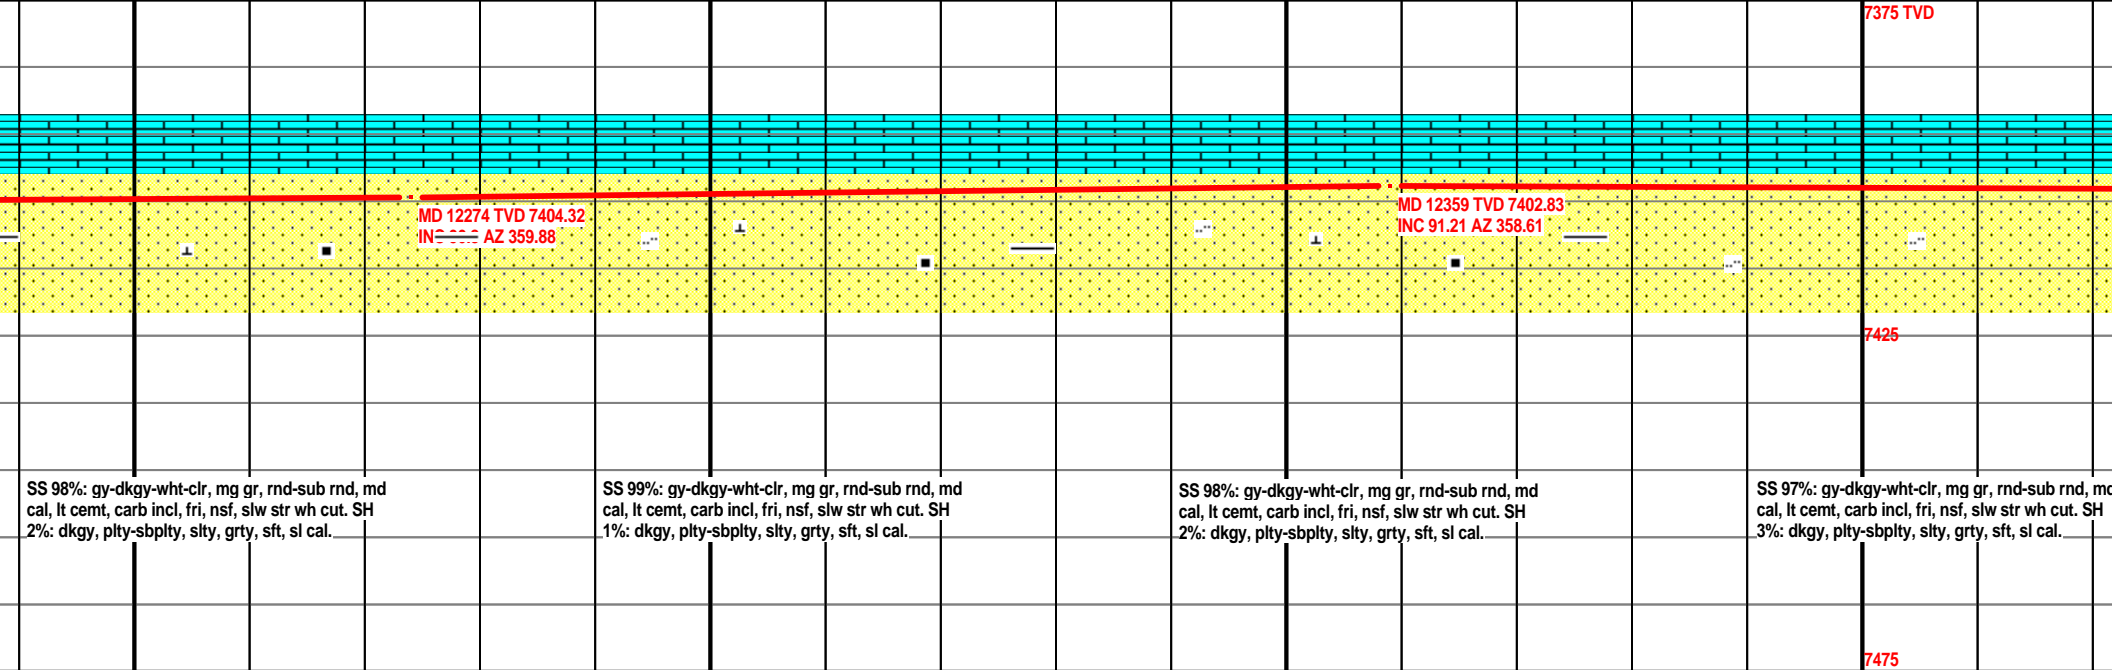 7375 TVD
MD 12274 TVD 7404.32
AZ 359.88
MD 12359 TVD 7402.83
INC 91.21 AZ 358.61
7425
SS 98%: gy-dkgy-wht-clr, mg gr, rnd-sub rnd, md
cal, lt cemt, carb incl, fri, nsf, slw str wh cut. SH
2%: dkgy, plty-sbplty, slty, grty, sft, sl cal.
SS 99%: gy-dkgy-wht-clr, mg gr, rnd-sub rnd, md
cal, lt cemt, carb incl, fri, nsf, slw str wh cut. SH
1%: dkgy, plty-sbplty, slty, grty, sft, sl cal.
SS 98%: gy-dkgy-wht-clr, mg gr, rnd-sub rnd, md
cal, lt cemt, carb incl, fri, nsf, slw str wh cut. SH
2%: dkgy, plty-sbplty, slty, grty, sft, sl cal.
SS 97%: gy-dkgy-wht-clr, mg gr, rnd-sub rnd,
cal, lt cemt, carb incl, fri, nsf, slw str wh cut. SH
3%: dkgy, plty-sbplty, slty, grty, sft, sl cal.
7475